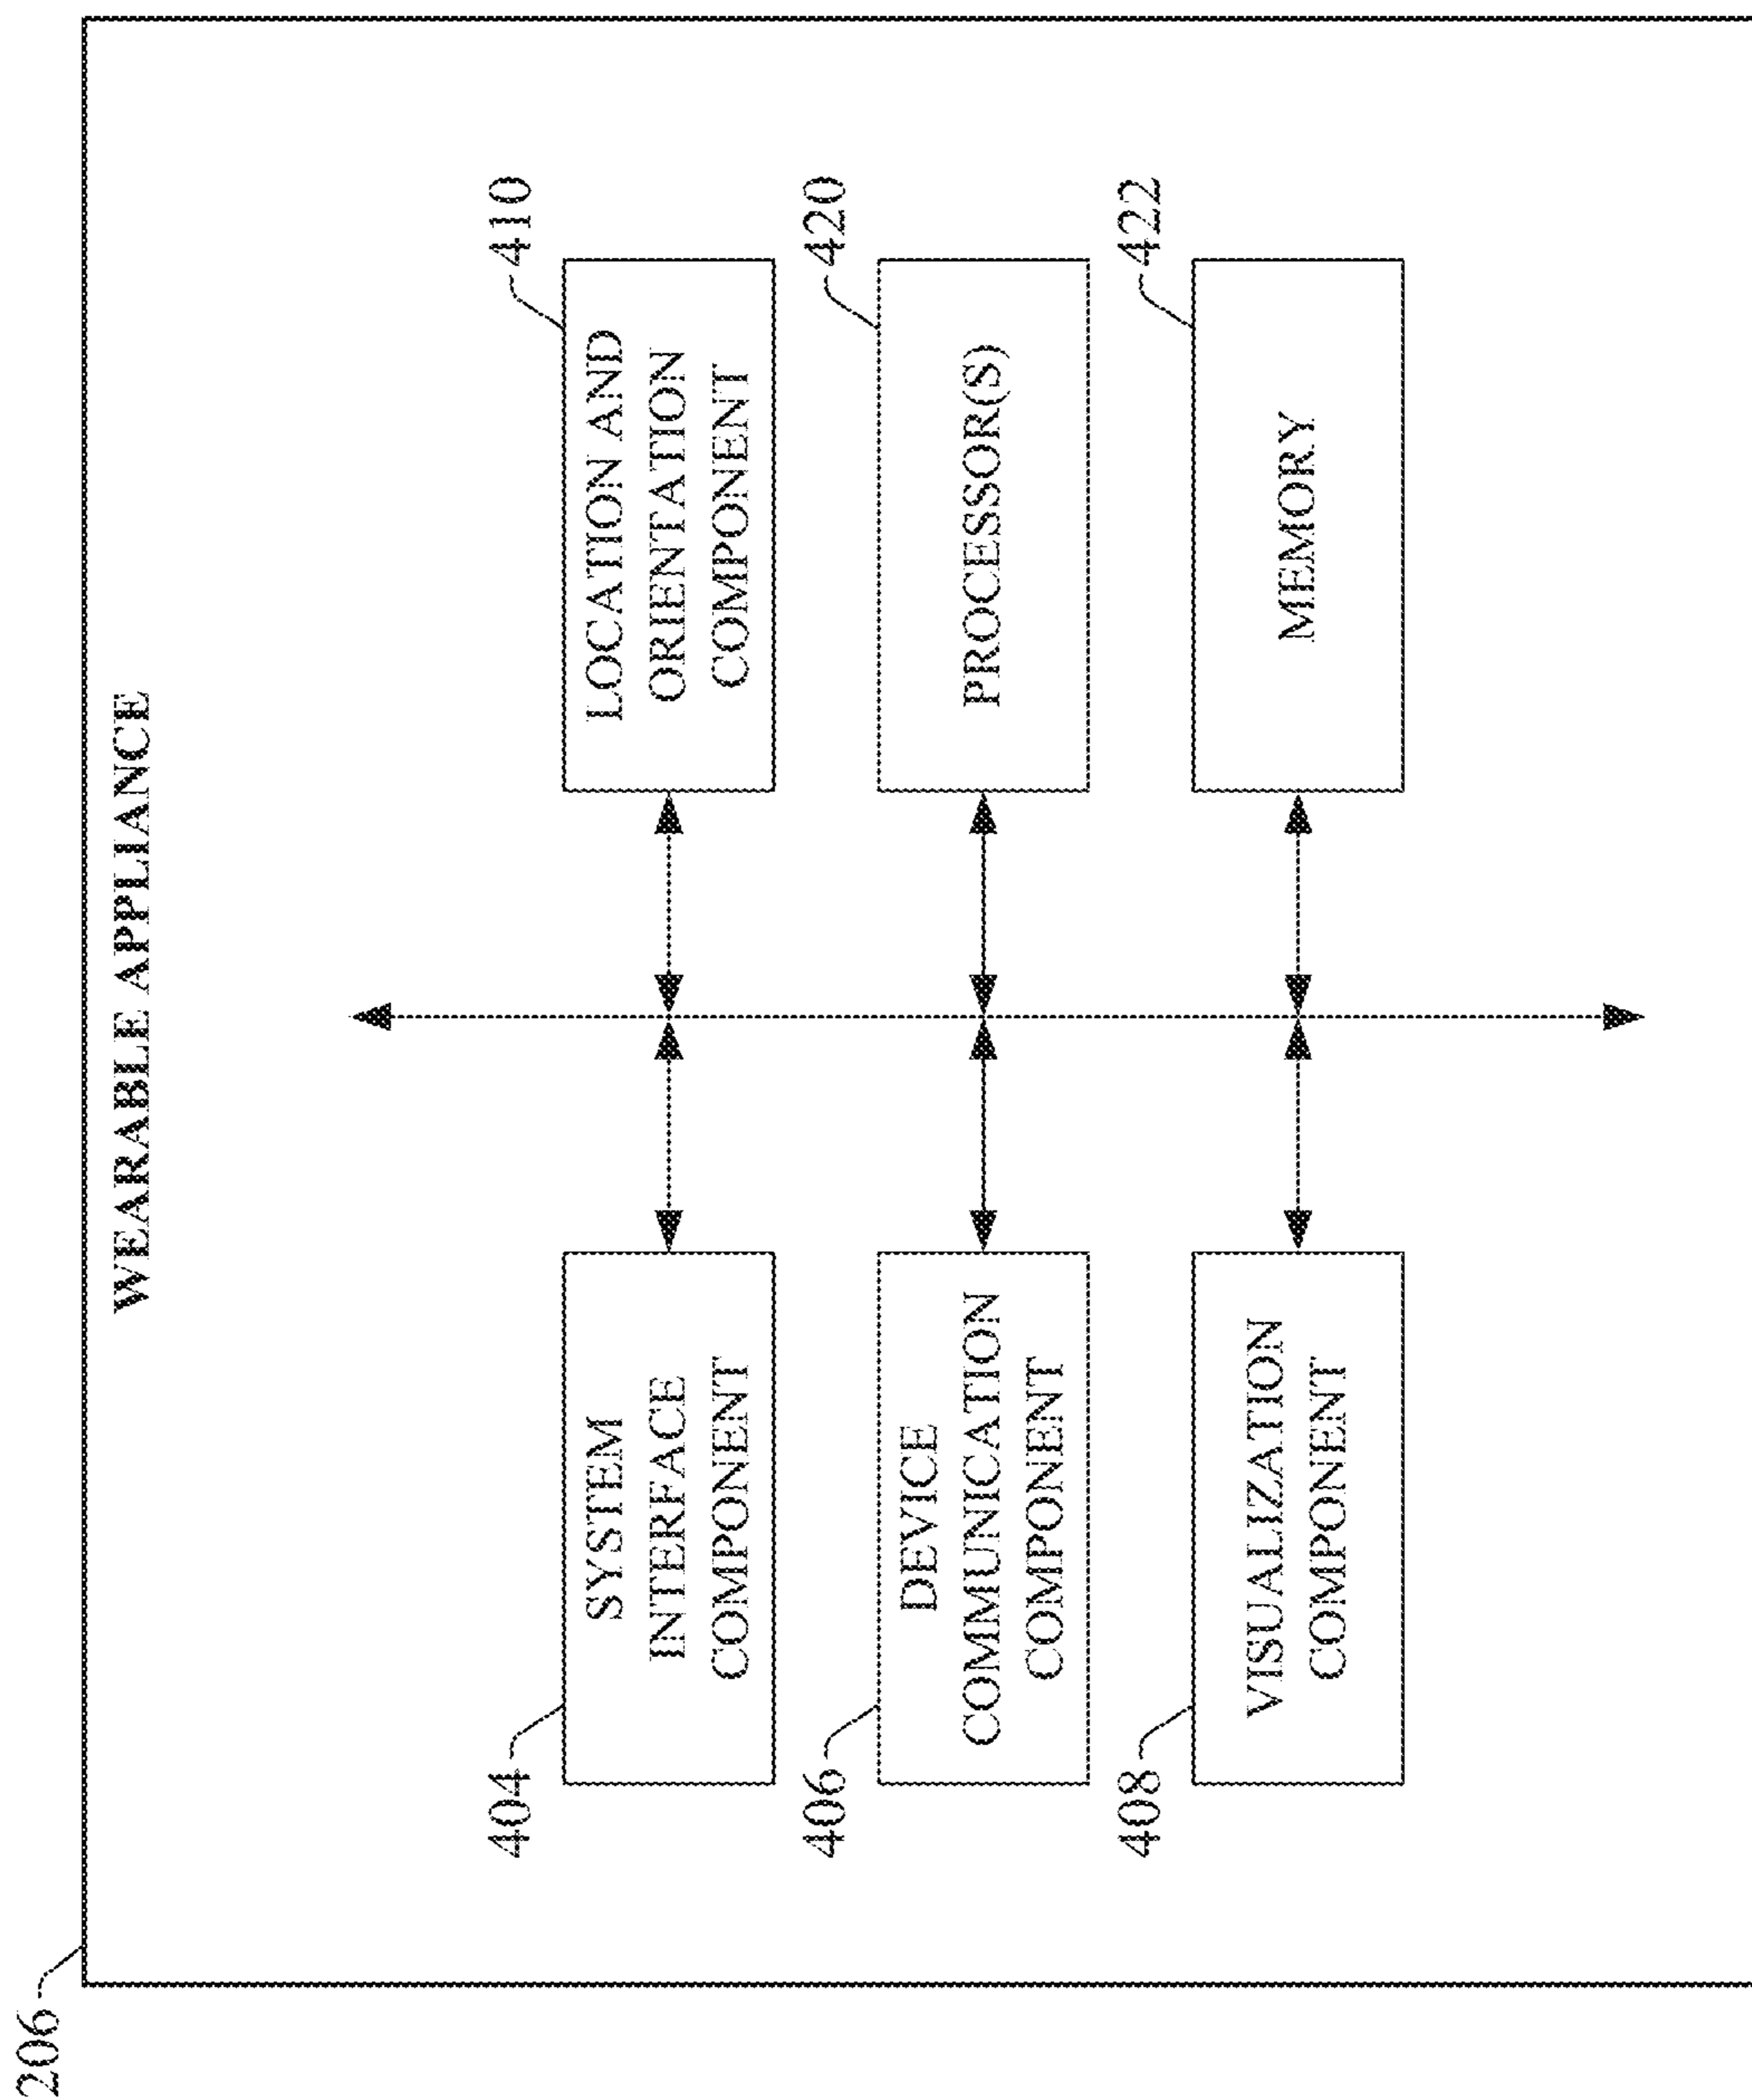 206
WEARABLE APPLIANCE
404
SYSTEM
INTERFACE
COMPONENT
410
LOCATION AND
ORIENTATION
COMPONENT
406
DEVICE
COMMUNICATION
COMPONENT
420
PROCESSOR(S)
408
VISUALIZATION
COMPONENT
422
MEMORY